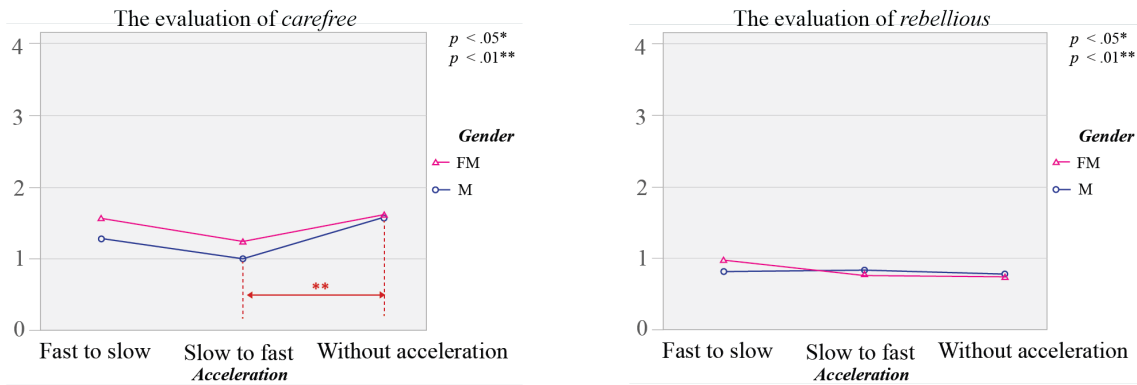 The evaluation of carefree
p < .05*
p < .01**
4
3
2
1
0
Gender
FM
M
**
Fast to slow
Slow to fast
Without acceleration
Acceleration
The evaluation of rebellious
p < .05*
p < .01**
4
3
2
1
0
Gender
FM
M
Fast to slow
Slow to fast
Without acceleration
Acceleration